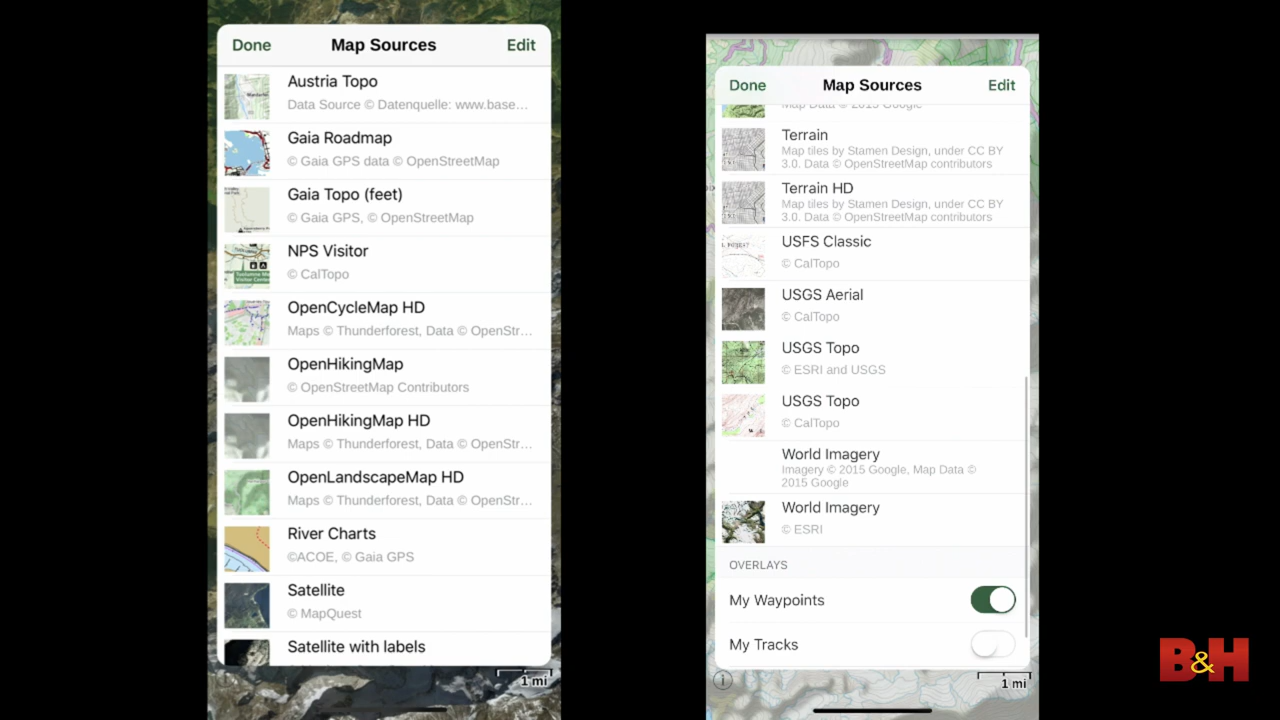 Done Map Sources Edit
Austria Topo
Data Source © Datenquelle: www.base…
Gaia Roadmap
© Gaia GPS data © OpenStreetMap
Gaia Topo (feet)
© Gaia GPS, © OpenStreetMap
NPS Visitor
© CalTopo
OpenCycleMap HD
Maps © Thunderforest, Data © OpenStr…
OpenHikingMap
© OpenStreetMap Contributors
OpenHikingMap HD
Maps © Thunderforest, Data © OpenStr…
OpenLandscapeMap HD
Maps © Thunderforest, Data © OpenStr…
River Charts
©ACOE, © Gaia GPS
Satellite
© MapQuest
Satellite with labels
1 mi
Done Map Sources Edit
Map Data © 2015 Google
Terrain
Map tiles by Stamen Design, under CC BY
3.0. Data © OpenStreetMap contributors
Terrain HD
Map tiles by Stamen Design, under CC BY
3.0. Data © OpenStreetMap contributors
USFS Classic
© CalTopo
USGS Aerial
© CalTopo
USGS Topo
© ESRI and USGS
USGS Topo
© CalTopo
World Imagery
Imagery © 2015 Google, Map Data ©
2015 Google
World Imagery
© ESRI
OVERLAYS
My Waypoints
My Tracks
1 mi
B&H